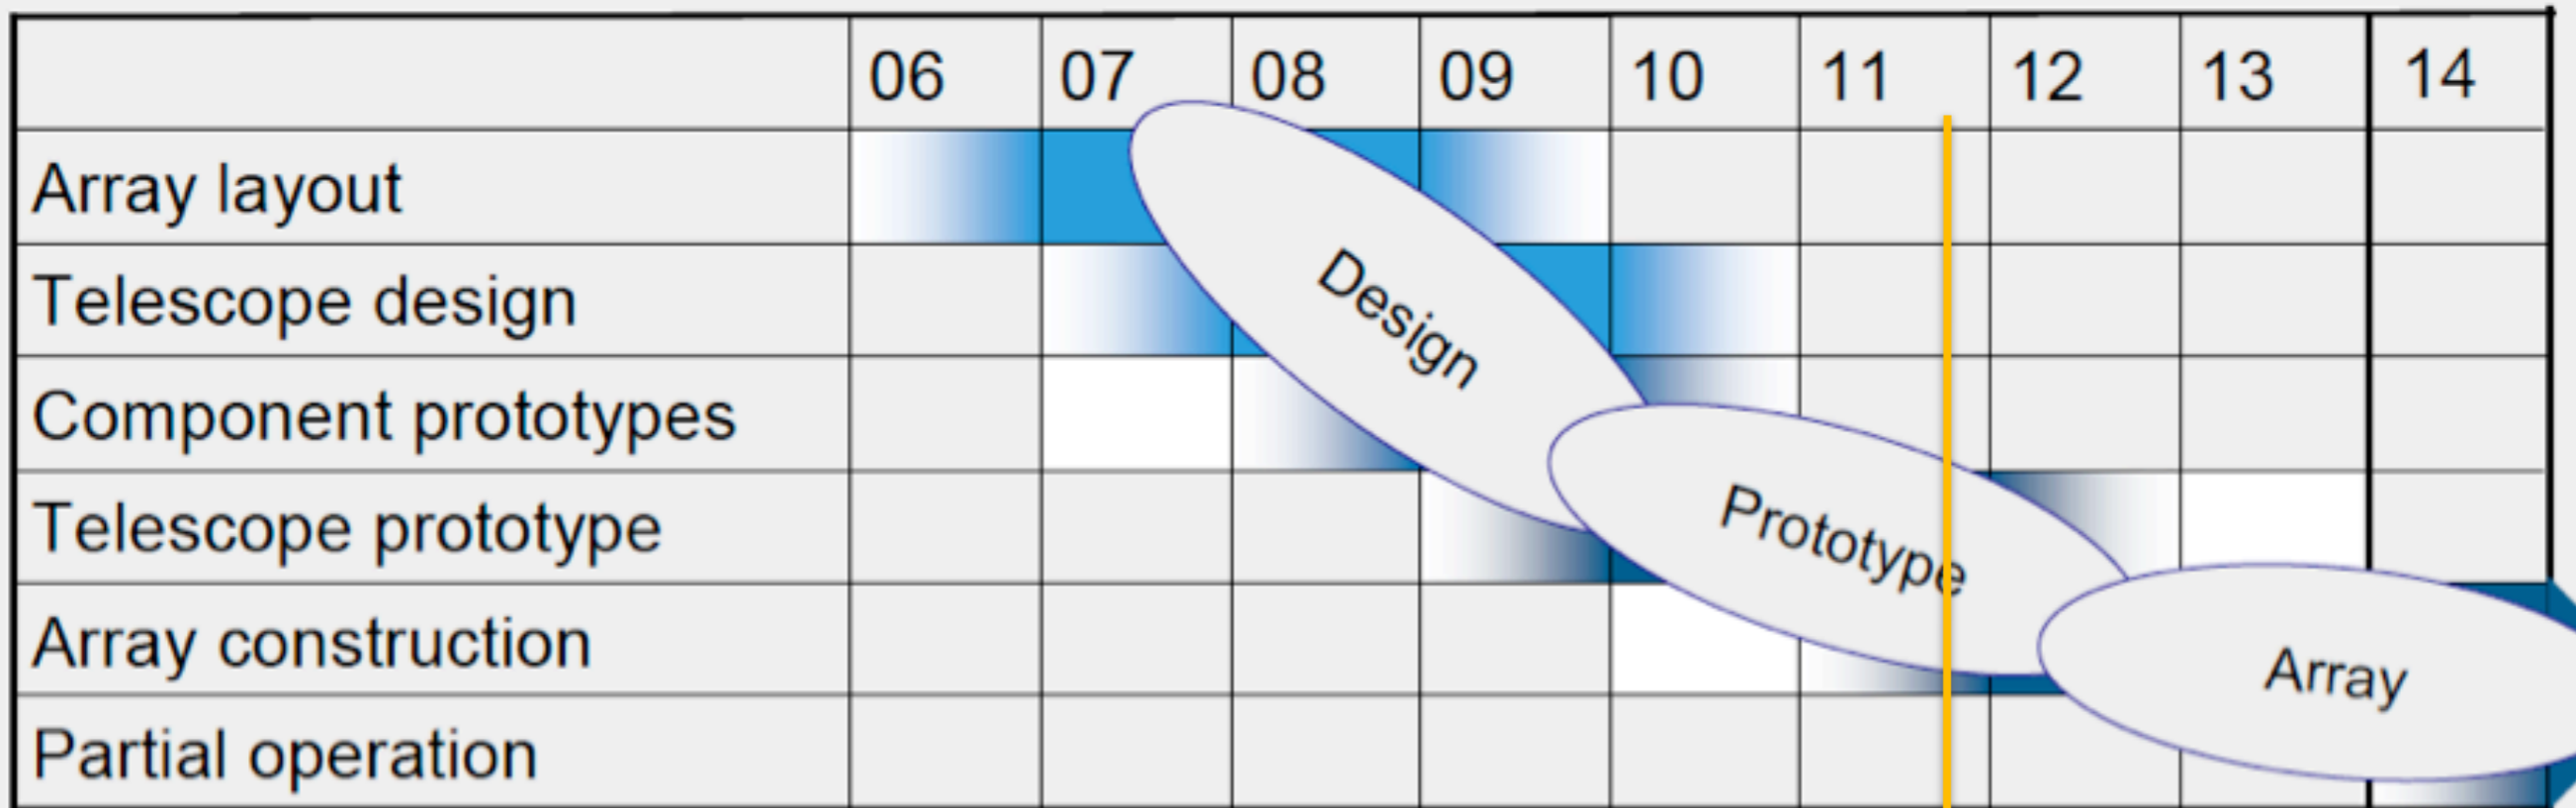 06 07 08 09 10 11 12 13 14
Array layout
Telescope design
Design
Component prototypes
Telescope prototype
Prototype
Array construction
Array
Partial operation